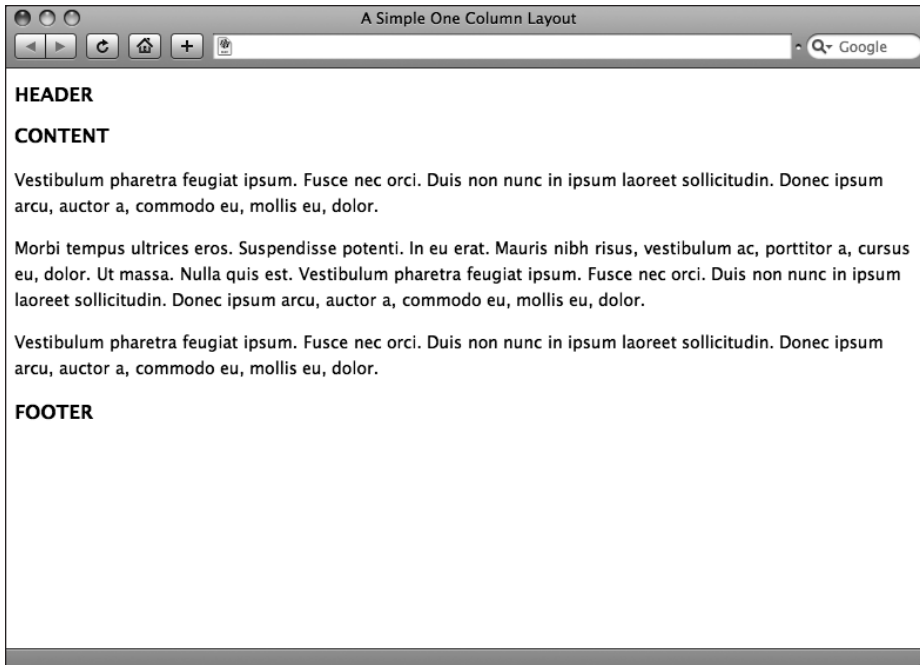 A Simple One Column Layout
Google
HEADER
CONTENT
Vestibulum pharetra feugiat ipsum. Fusce nec orci. Duis non nunc in ipsum laoreet sollicitudin. Donec ipsum
arcu, auctor a, commodo eu, mollis eu, dolor.
Morbi tempus ultrices eros. Suspendisse potenti. In eu erat. Mauris nibh risus, vestibulum ac, porttitor a, cursus
eu, dolor. Ut massa. Nulla quis est. Vestibulum pharetra feugiat ipsum. Fusce nec orci. Duis non nunc in ipsum
laoreet sollicitudin. Donec ipsum arcu, auctor a, commodo eu, mollis eu, dolor.
Vestibulum pharetra feugiat ipsum. Fusce nec orci. Duis non nunc in ipsum laoreet sollicitudin. Donec ipsum
arcu, auctor a, commodo eu, mollis eu, dolor.
FOOTER